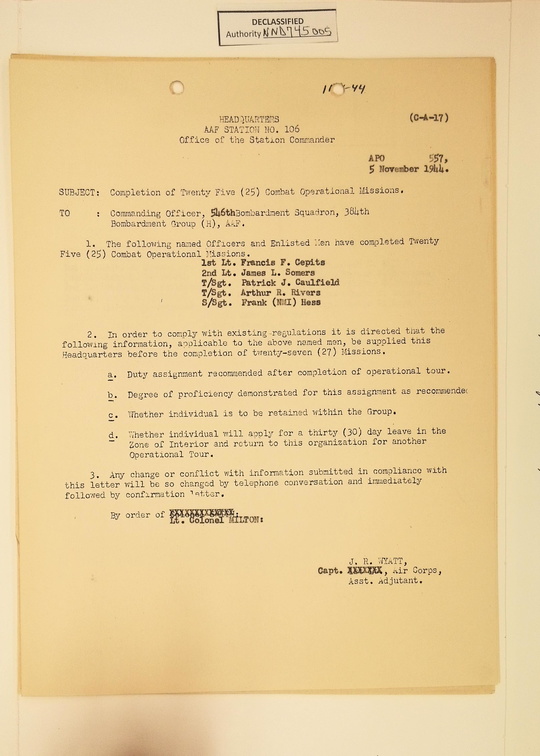 DECLASSIFIED
Authority NND745005
44
HEADQUARTERS
(C-A-17)
AAF STATION NO. 106
Office of the Station Commander
APO 557,
5 November 1944.
SUBJECT: Completion of Twenty Five (25) Combat Operational Missions.
TO : Commanding Officer, 546thBombardment Squadron, 384th
Bombardment Group (H), AAF.
1. The following named Officers and Enlisted Men have completed Twenty
Five (25) Combat Operational Missions.
1st Lt. Francis F. Cepits
2nd Lt. James L. Somers
T/Sgt. Patrick J. Caulfield
T/Sgt. Arthur R. Rivers
S/Sgt. Frank (NMI) Hess
2. In order to comply with existing regulations it is directed that the
following information, applicable to the above named men, be supplied this
Headquarters before the completion of twenty-seven (27) Missions.
a. Duty assignment recommended after completion of operational tour.
b. Degree of proficiency demonstrated for this assignment as recommended
c. Whether individual is to be retained within the Group.
d. Whether individual will apply for a thirty (30) day leave in the
Zone of Interior and return to this organization for another
Operational Tour.
3. Any change or conflict with information submitted in compliance with
this letter will be so changed by telephone conversation and immediately
followed by confirmation letter.
By order of
Lt. Colonel MILTON:
J. R. WYATT,
Capt. , Air Corps,
Asst. Adjutant.